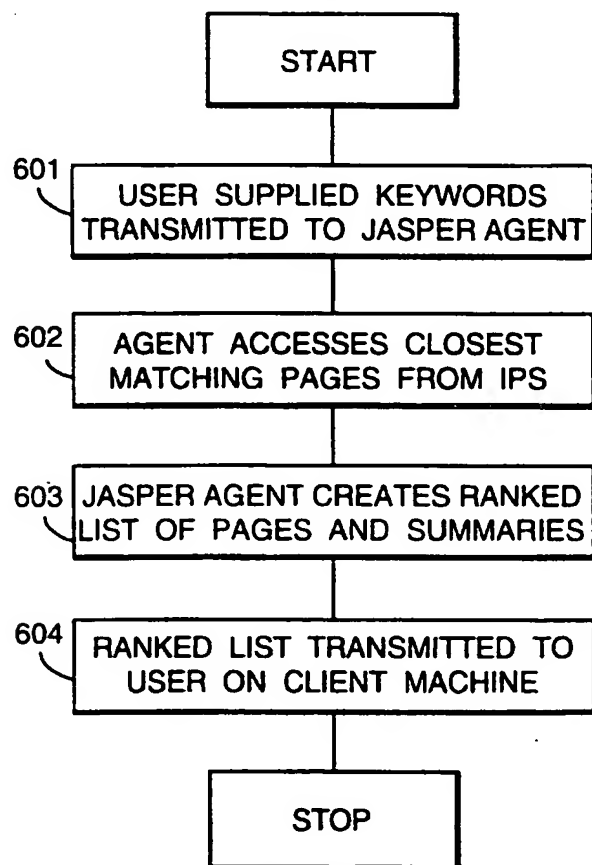 START
601
USER SUPPLIED KEYWORDS
TRANSMITTED TO JASPER AGENT
602
AGENT ACCESSES CLOSEST
MATCHING PAGES FROM IPS
603
JASPER AGENT CREATES RANKED
LIST OF PAGES AND SUMMARIES
604
RANKED LIST TRANSMITTED TO
USER ON CLIENT MACHINE
STOP